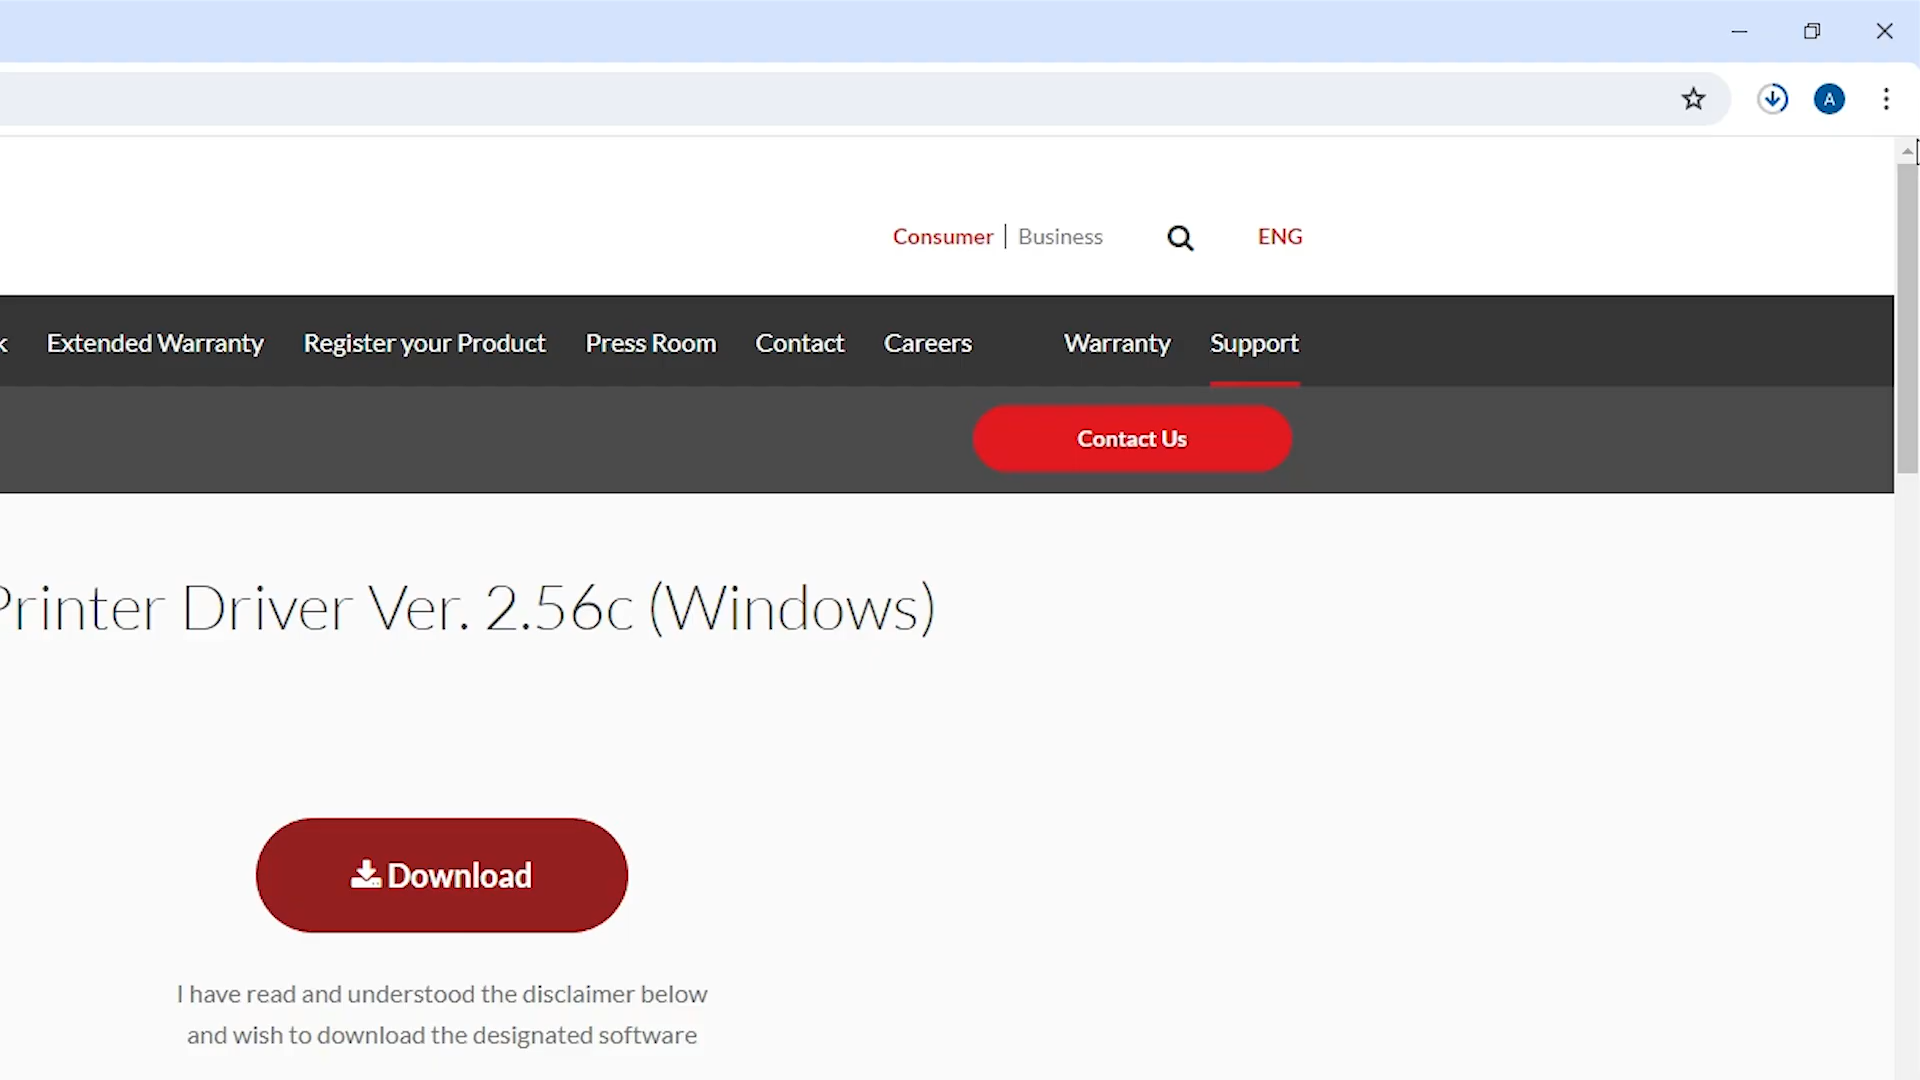 A
Consumer | Business ENG
Extended Warranty Register your Product Press Room Contact Careers Warranty Support
Contact Us
Printer Driver Ver. 2.56c (Windows)
Download
I have read and understood the disclaimer below
and wish to download the designated software